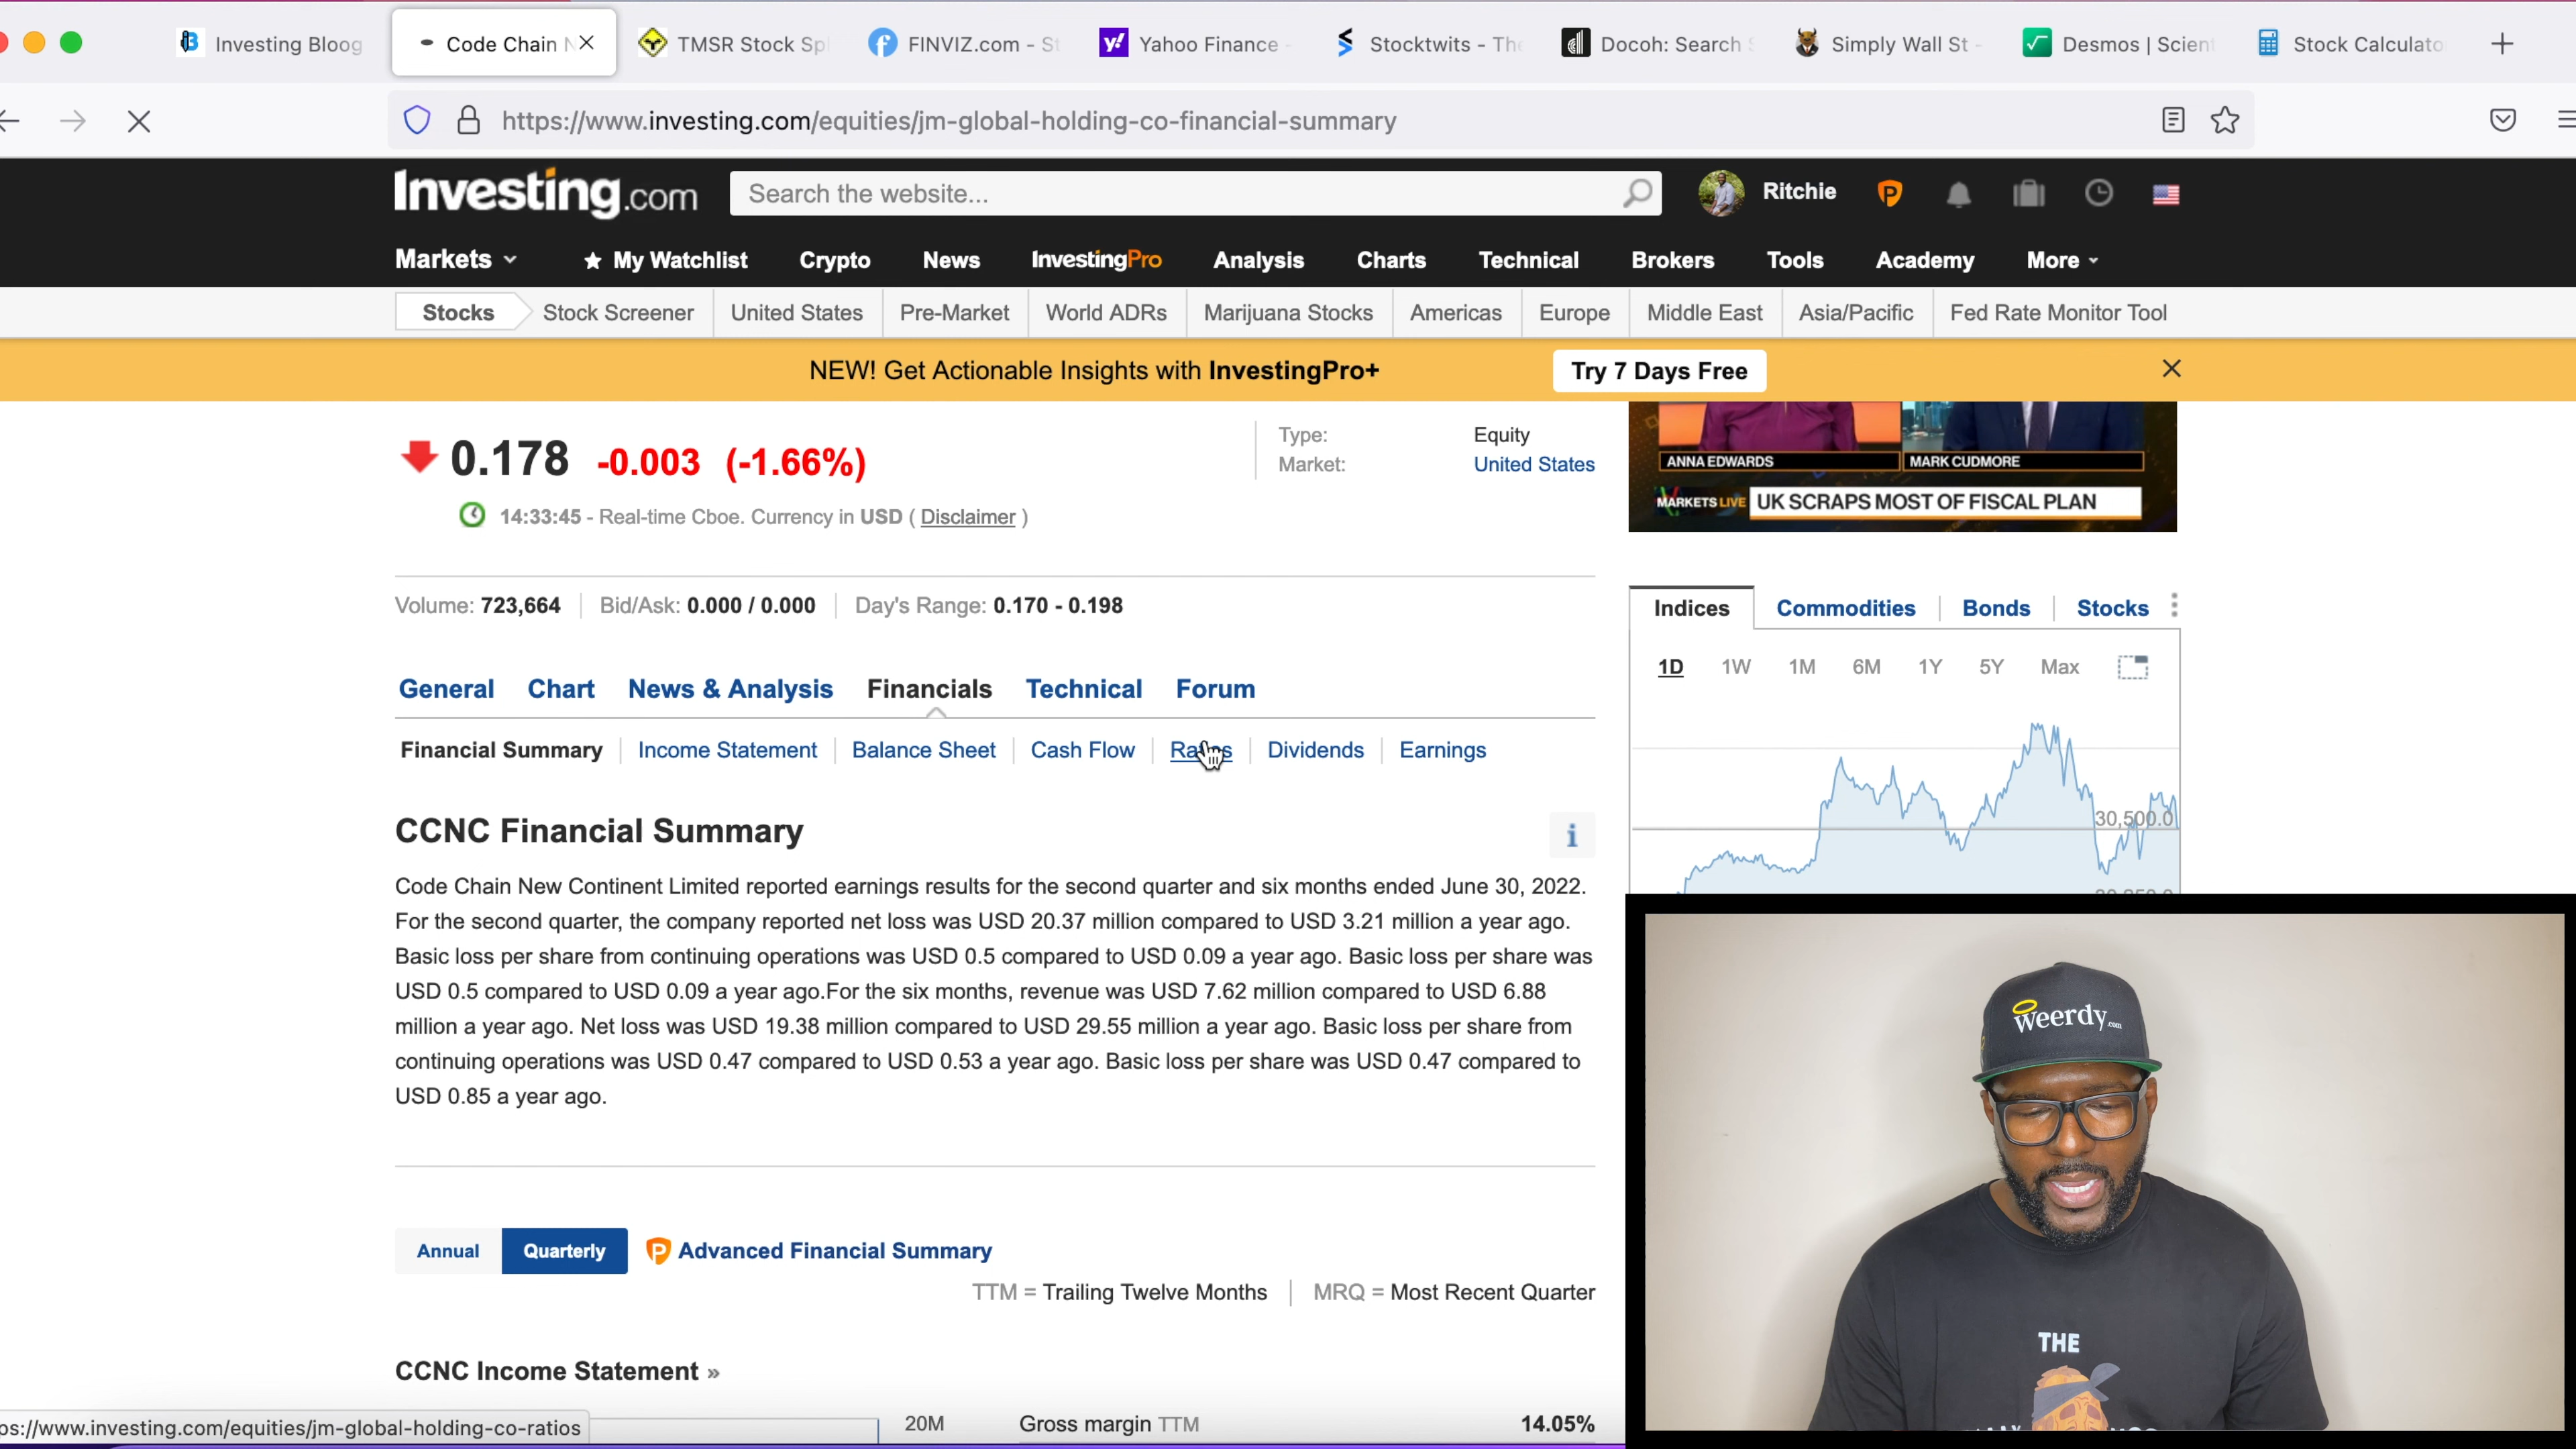 Investing Bloog
Code Chain N
TMSR Stock Spl
FINVIZ.com - St
Yahoo Finance -
Stocktwits - The
Docoh: Search S
Simply Wall St -
Desmos | Scient
Stock Calculato
https://www.investing.com/equities/jm-global-holding-co-financial-summary
Investing.com
Search the website...
Ritchie
Markets
My Watchlist
Crypto
News
InvestingPro
Analysis
Charts
Technical
Brokers
Tools
Academy
More
Stocks
Stock Screener
United States
Pre-Market
World ADRs
Marijuana Stocks
Americas
Europe
Middle East
Asia/Pacific
Fed Rate Monitor Tool
NEW! Get Actionable Insights with InvestingPro+
Try 7 Days Free
0.178 -0.003 (-1.66%)
14:33:45 - Real-time Cboe. Currency in USD ( Disclaimer )
Type: Equity
Market: United States
ANNA EDWARDS
MARK CUDMORE
MARKETS LIVE UK SCRAPS MOST OF FISCAL PLAN
Volume: 723,664 Bid/Ask: 0.000 / 0.000 Day's Range: 0.170 - 0.198
Indices
Commodities
Bonds
Stocks
1D 1W 1M 6M 1Y 5Y Max
30,500.0
General
Chart
News & Analysis
Financials
Technical
Forum
Financial Summary
Income Statement
Balance Sheet
Cash Flow
Dividends
Earnings
CCNC Financial Summary
i
Code Chain New Continent Limited reported earnings results for the second quarter and six months ended June 30, 2022.
For the second quarter, the company reported net loss was USD 20.37 million compared to USD 3.21 million a year ago.
Basic loss per share from continuing operations was USD 0.5 compared to USD 0.09 a year ago. Basic loss per share was
USD 0.5 compared to USD 0.09 a year ago.For the six months, revenue was USD 7.62 million compared to USD 6.88
million a year ago. Net loss was USD 19.38 million compared to USD 29.55 million a year ago. Basic loss per share from
continuing operations was USD 0.47 compared to USD 0.53 a year ago. Basic loss per share was USD 0.47 compared to
USD 0.85 a year ago.
Annual
Quarterly
Advanced Financial Summary
TTM = Trailing Twelve Months | MRQ = Most Recent Quarter
CCNC Income Statement »
20M
Gross margin TTM 14.05%
ps://www.investing.com/equities/jm-global-holding-co-ratios
Weerdy.com
THE